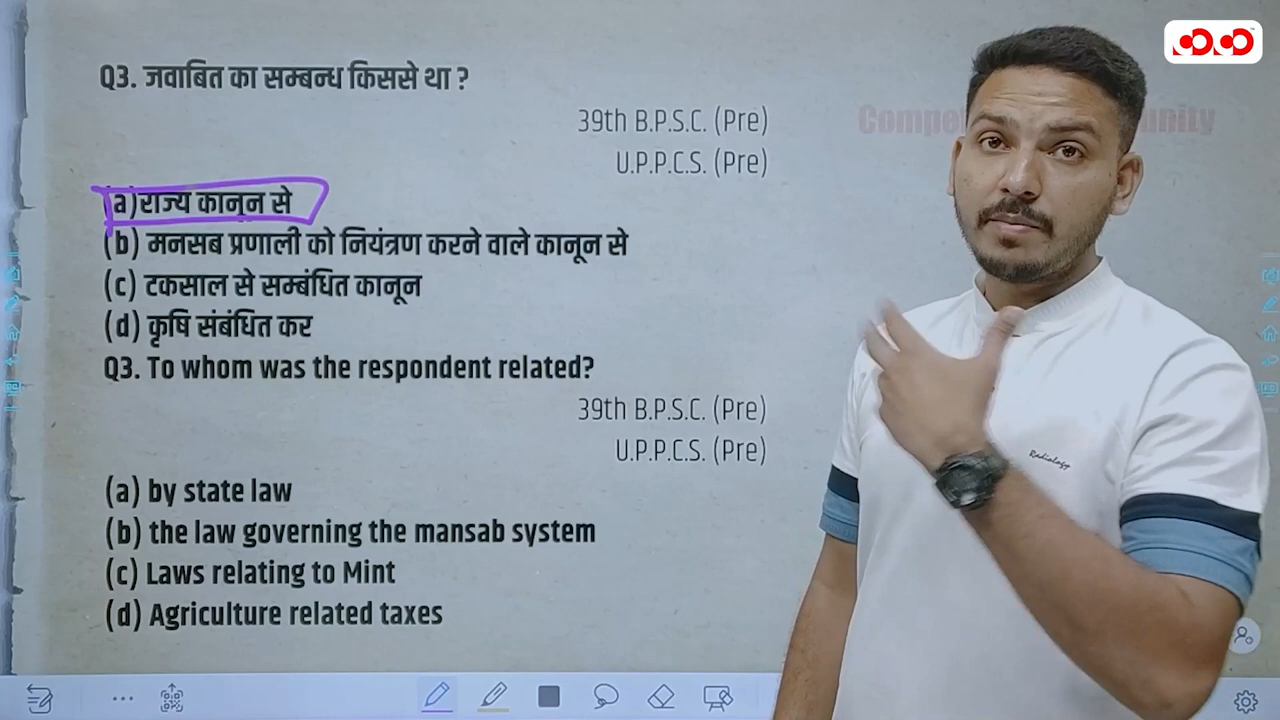 Q3. जवाबित का सम्बन्ध किससे था ?
39th B.P.S.C. (Pre)
U.P.P.C.S. (Pre)
(a)राज्य कानून से
(b) मनसब प्रणाली को नियंत्रण करने वाले कानून से
(c) टकसाल से सम्बंधित कानून
(d) कृषि संबंधित कर
Q3. To whom was the respondent related?
39th B.P.S.C. (Pre)
U.P.P.C.S. (Pre)
(a) by state law
(b) the law governing the mansab system
(c) Laws relating to Mint
(d) Agriculture related taxes
Radiology